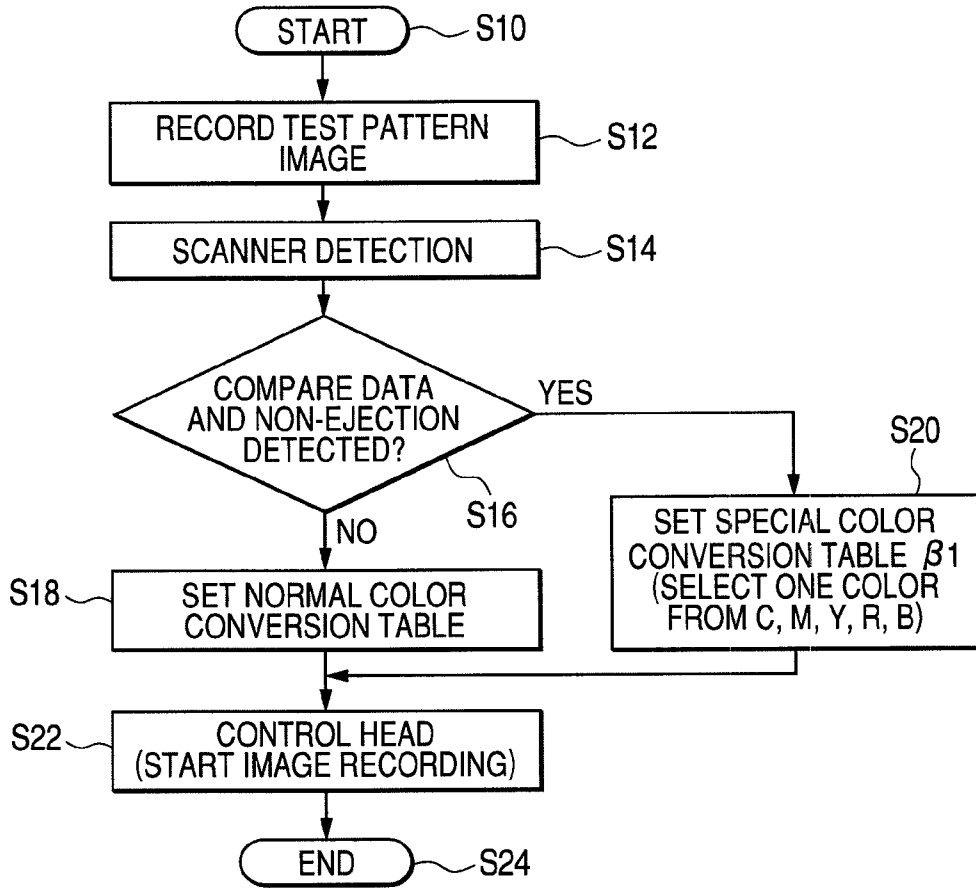 START
S10
RECORD TEST PATTERN
IMAGE
S12
SCANNER DETECTION
S14
COMPARE DATA
AND NON-EJECTION
DETECTED?
YES
S16
NO
S20
SET SPECIAL COLOR
CONVERSION TABLE β1
(SELECT ONE COLOR
FROM C, M, Y, R, B)
S18
SET NORMAL COLOR
CONVERSION TABLE
S22
CONTROL HEAD
(START IMAGE RECORDING)
END
S24